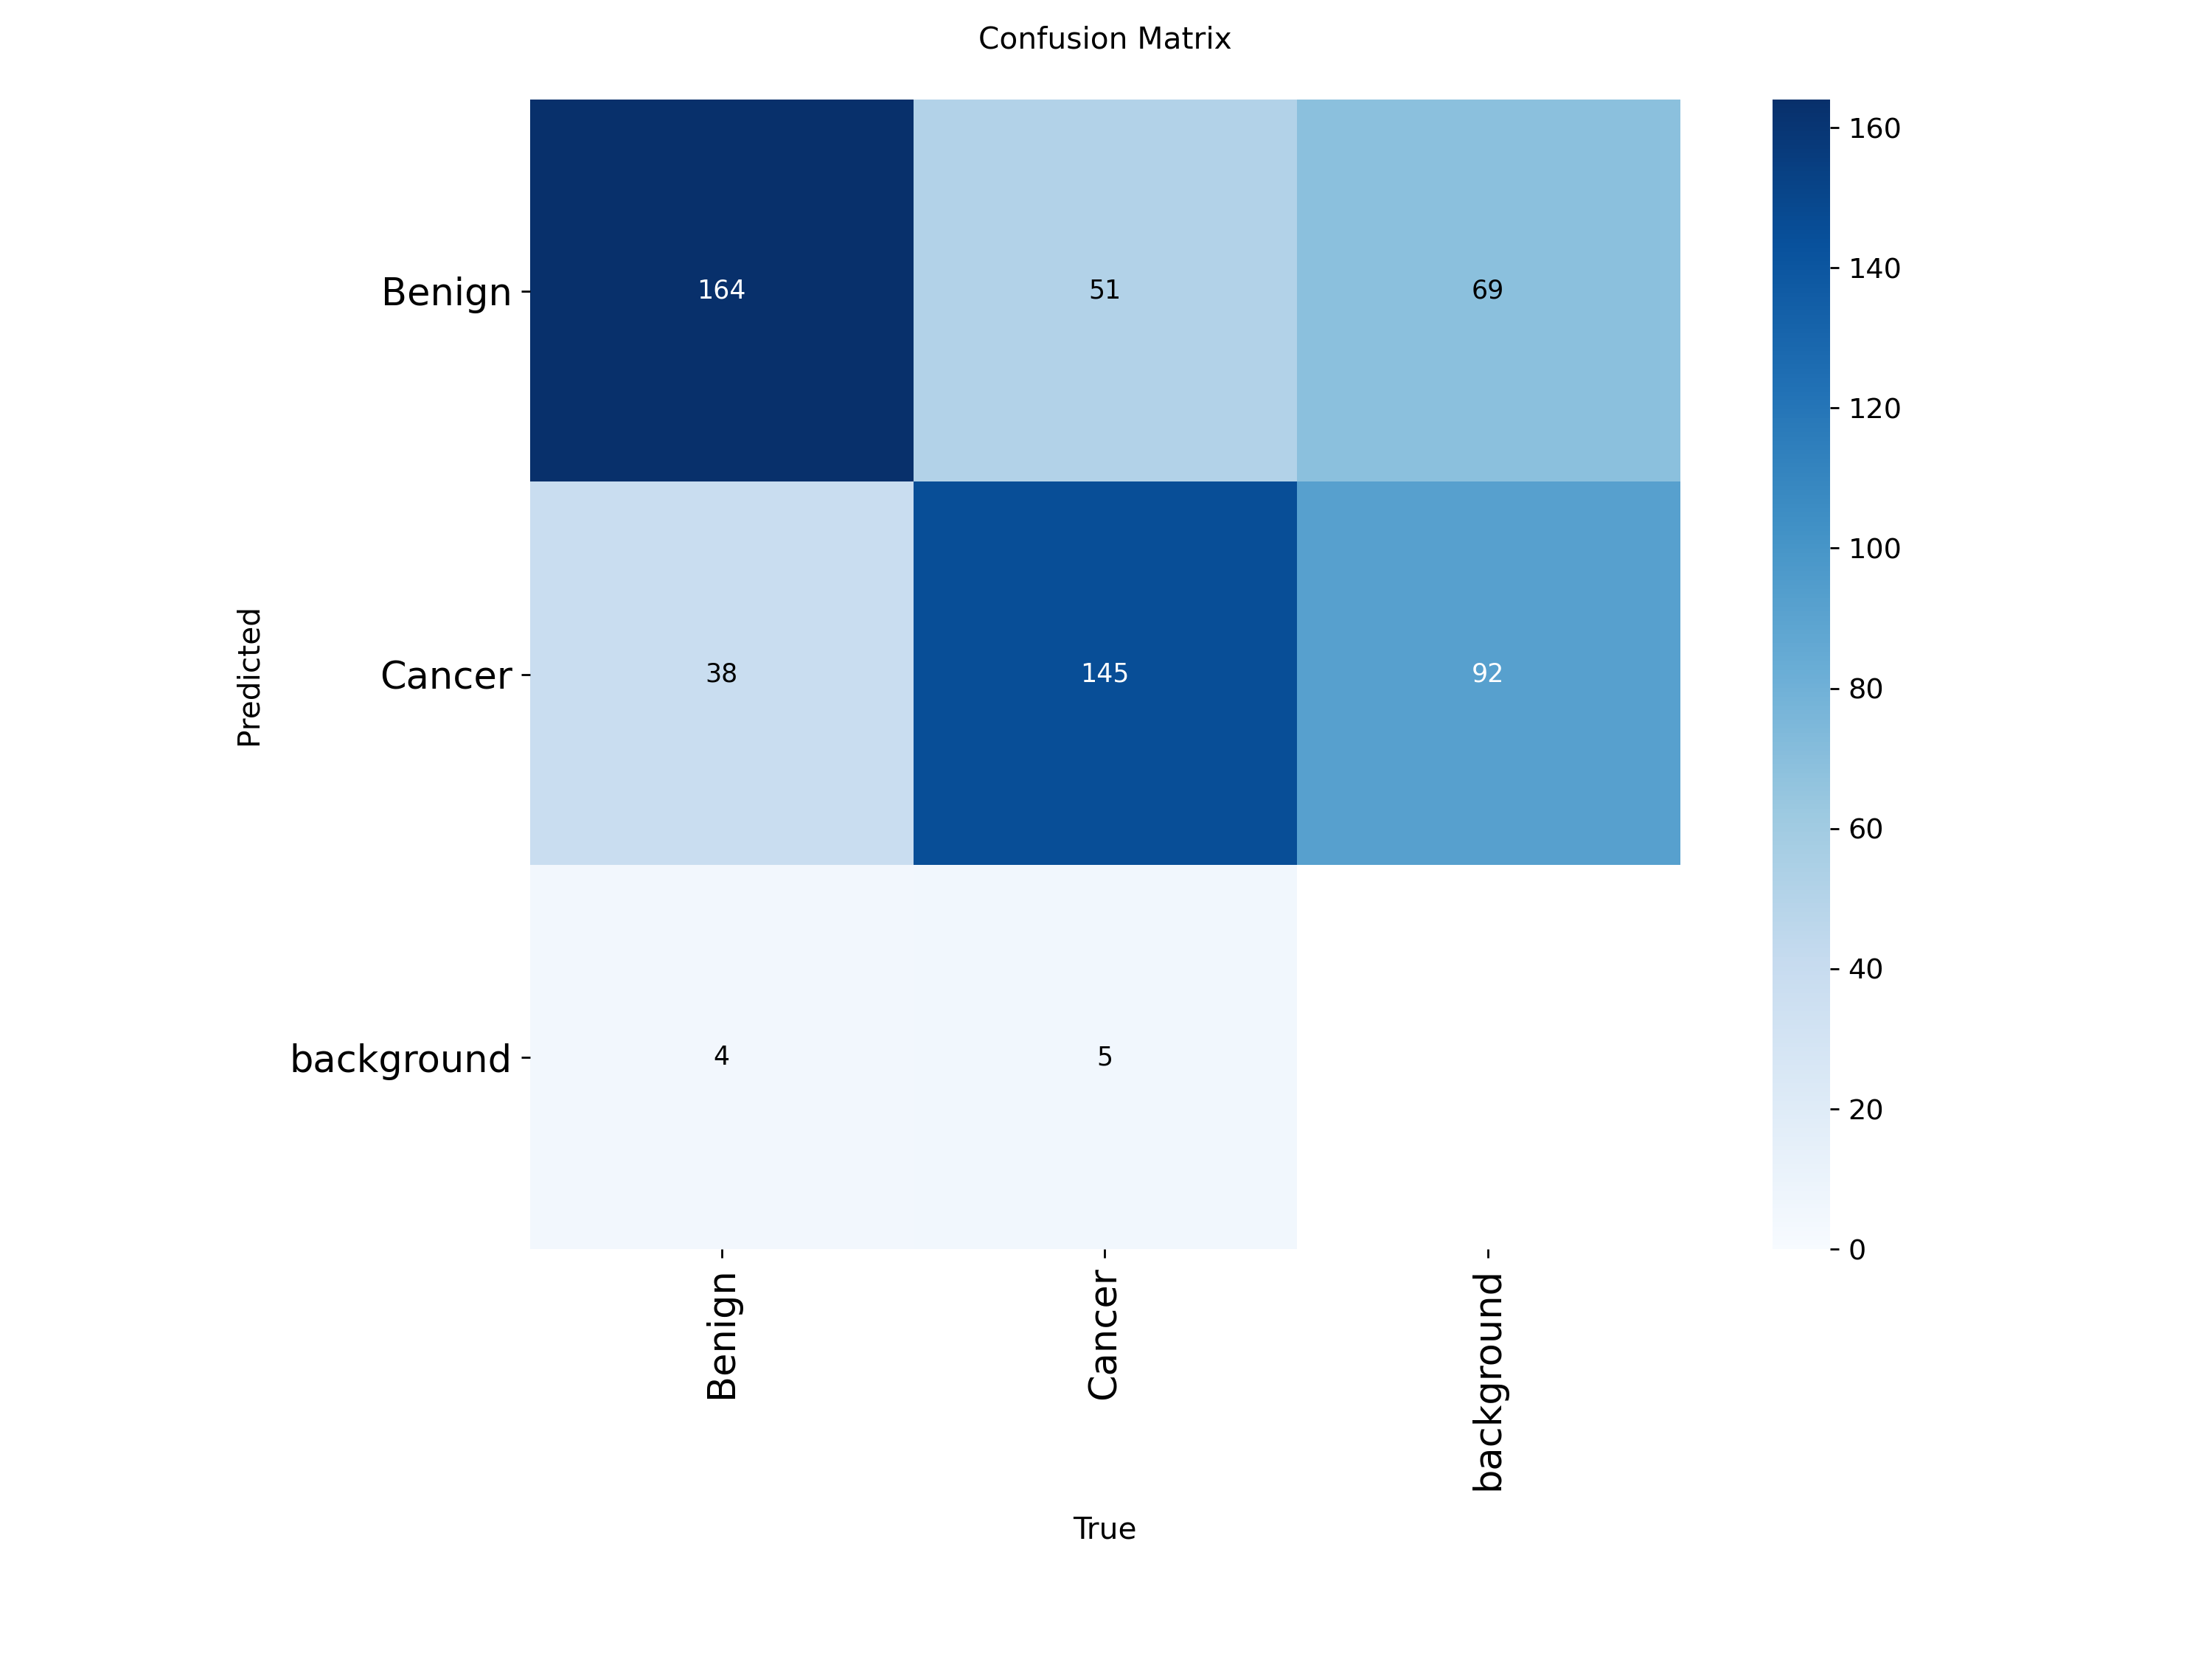 Confusion Matrix
Predicted
Benign
164 51 69
Cancer
38 145 92
background
4 5
Benign
Cancer
background
True
160
140
120
100
80
60
40
20
0